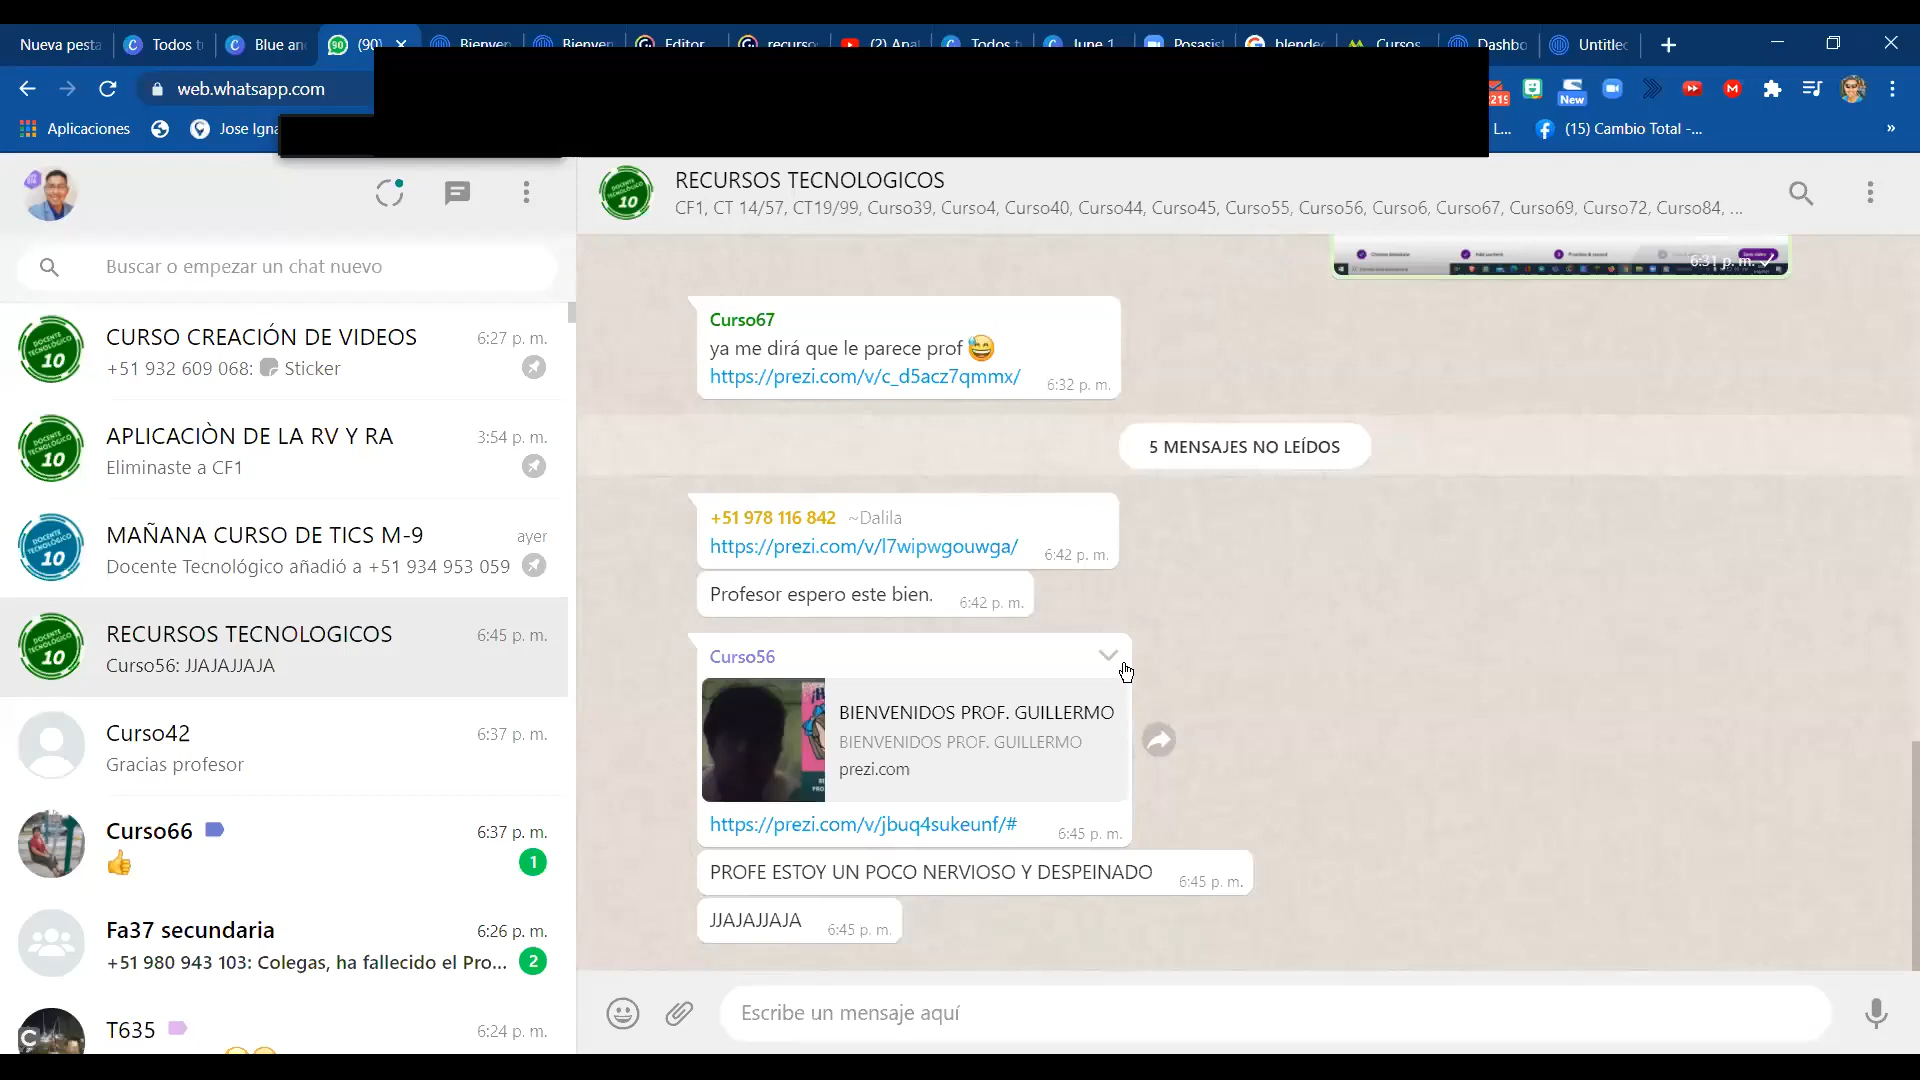 Nueva pesta
Todos t
Blue an
(90)
Bienven
Bienven
Editor
recurso
(2) Ana
Todos t
June 1
Posasis
blende
Cursos
Dashbo
Untitled
web.whatsapp.com
2219
New
Aplicaciones
Jose Igna
L...
(15) Cambio Total -...
»
RECURSOS TECNOLOGICOS
CF1, CT 14/57, CT19/99, Curso39, Curso4, Curso40, Curso44, Curso45, Curso55, Curso56, Curso6, Curso67, Curso69, Curso72, Curso84, ...
Buscar o empezar un chat nuevo
CURSO CREACIÓN DE VIDEOS
6:27 p. m.
+51 932 609 068: Sticker
APLICACIÒN DE LA RV Y RA
3:54 p. m.
Eliminaste a CF1
MAÑANA CURSO DE TICS M-9
ayer
Docente Tecnológico añadió a +51 934 953 059
RECURSOS TECNOLOGICOS
6:45 p. m.
Curso56: JJAJAJJAJA
Curso42
6:37 p. m.
Gracias profesor
Curso66
6:37 p. m.
👍
1
Fa37 secundaria
6:26 p. m.
+51 980 943 103: Colegas, ha fallecido el Pro...
2
T635
6:24 p. m.
6:31 p. m.
Curso67
ya me dirá que le parece prof 😅
https://prezi.com/v/c_d5acz7qmmx/
6:32 p. m.
5 MENSAJES NO LEÍDOS
+51 978 116 842 ~Dalila
https://prezi.com/v/l7wipwgouwga/
6:42 p. m.
Profesor espero este bien.
6:42 p. m.
Curso56
BIENVENIDOS PROF. GUILLERMO
BIENVENIDOS PROF. GUILLERMO
prezi.com
https://prezi.com/v/jbuq4sukeunf/#
6:45 p. m.
PROFE ESTOY UN POCO NERVIOSO Y DESPEINADO
6:45 p. m.
JJAJAJJAJA
6:45 p. m.
Escribe un mensaje aquí